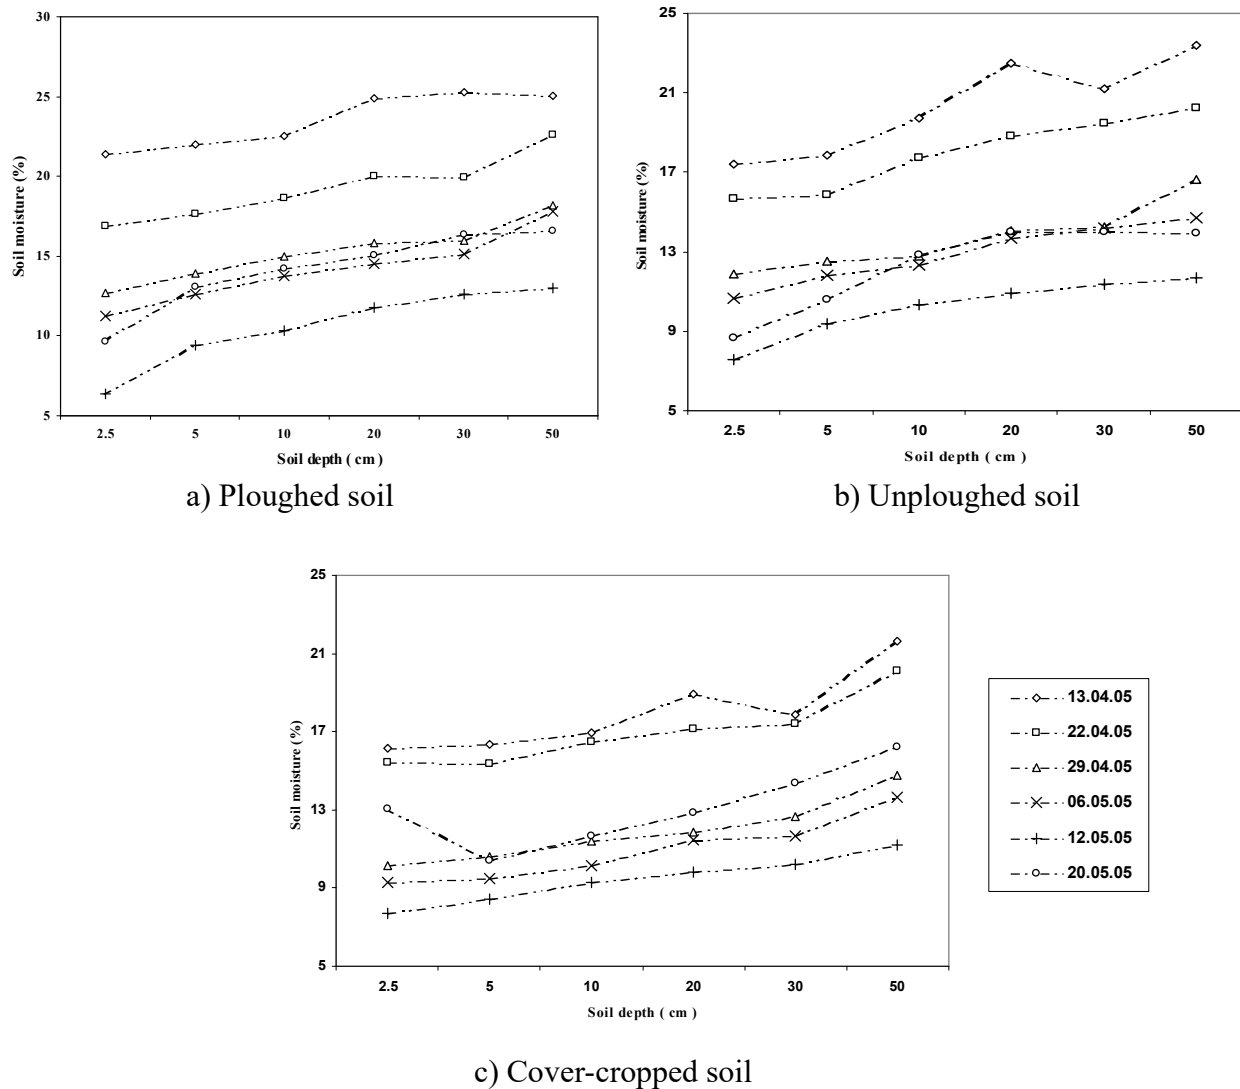 30
25
20
15
10
5
Soil moisture (%)
2.5 5 10 20 30 50
Soil depth ( cm )
a) Ploughed soil
25
21
17
13
9
5
Soil moisture (%)
2.5 5 10 20 30 50
Soil depth ( cm )
b) Unploughed soil
25
21
17
13
9
5
Soil moisture (%)
2.5 5 10 20 30 50
Soil depth ( cm )
13.04.05
22.04.05
29.04.05
06.05.05
12.05.05
20.05.05
c) Cover-cropped soil